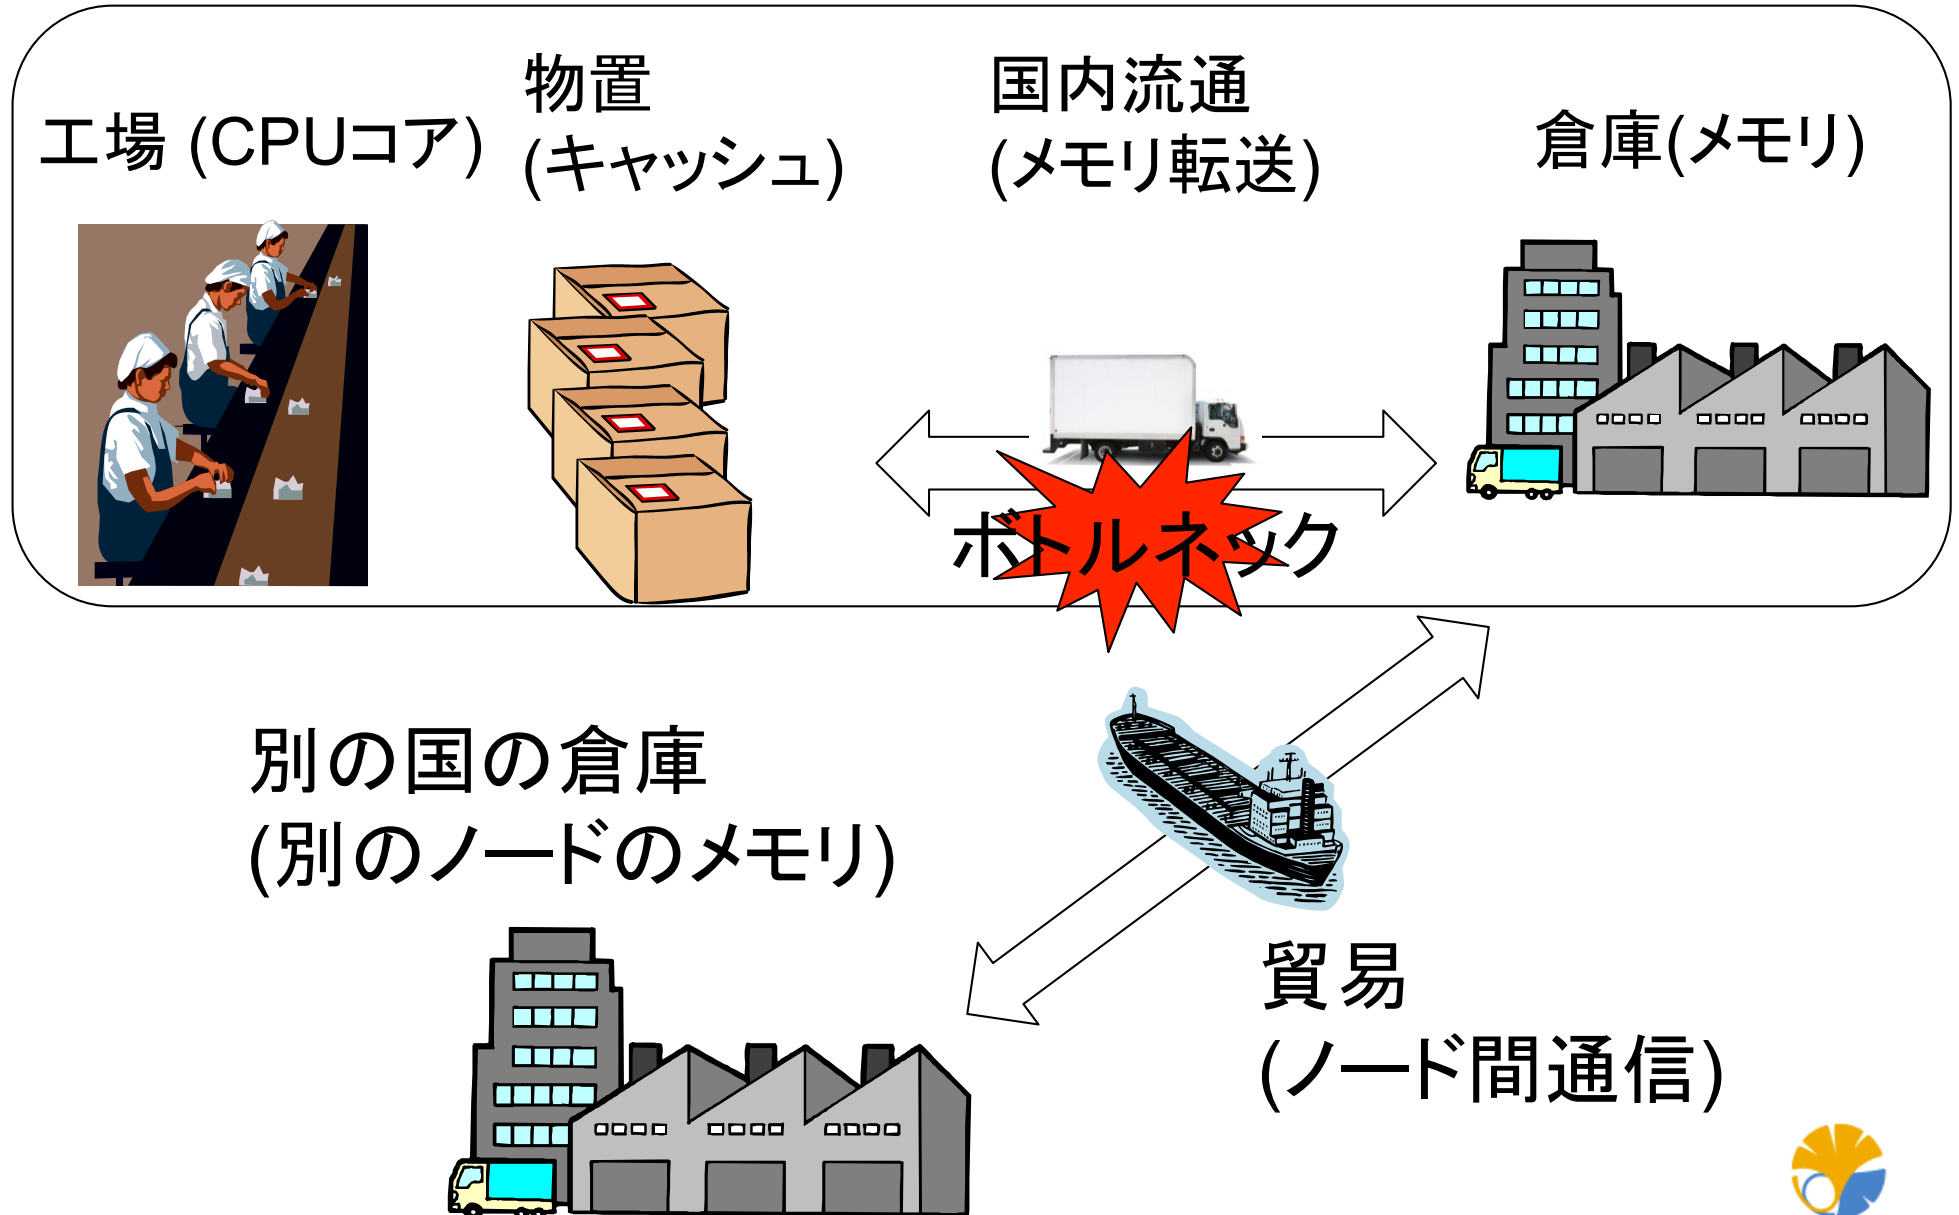 工場 (CPUコア)
物置
(キャッシュ)
国内流通
(メモリ転送)
倉庫(メモリ)
ボトルネック
別の国の倉庫
(別のノードのメモリ)
貿易
(ノード間通信)